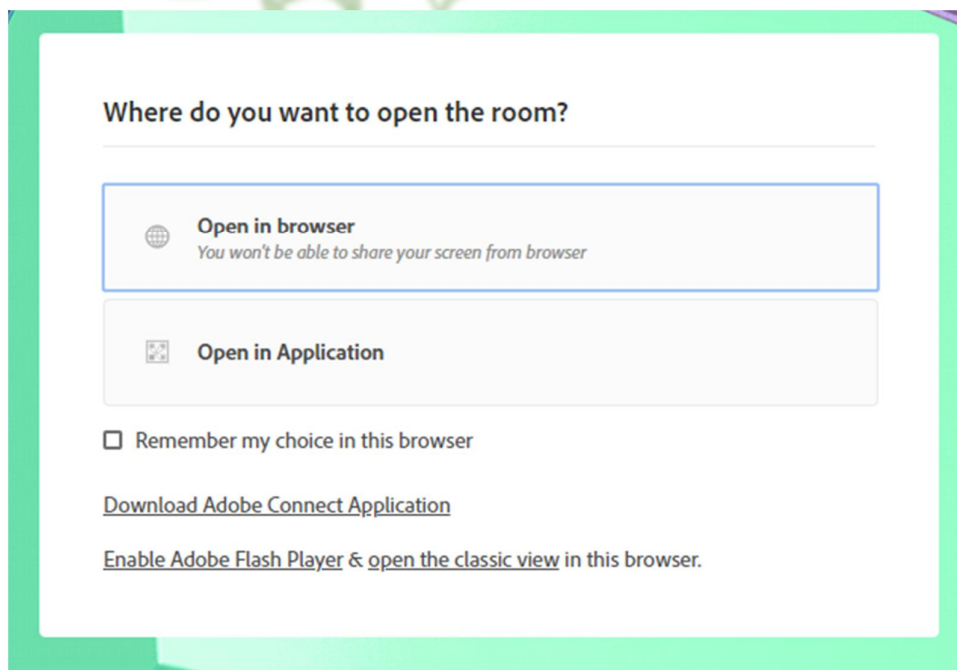 Where do you want to open the room?
Open in browser
You won't be able to share your screen from browser
Open in Application
Remember my choice in this browser
Download Adobe Connect Application
Enable Adobe Flash Player & open the classic view in this browser.